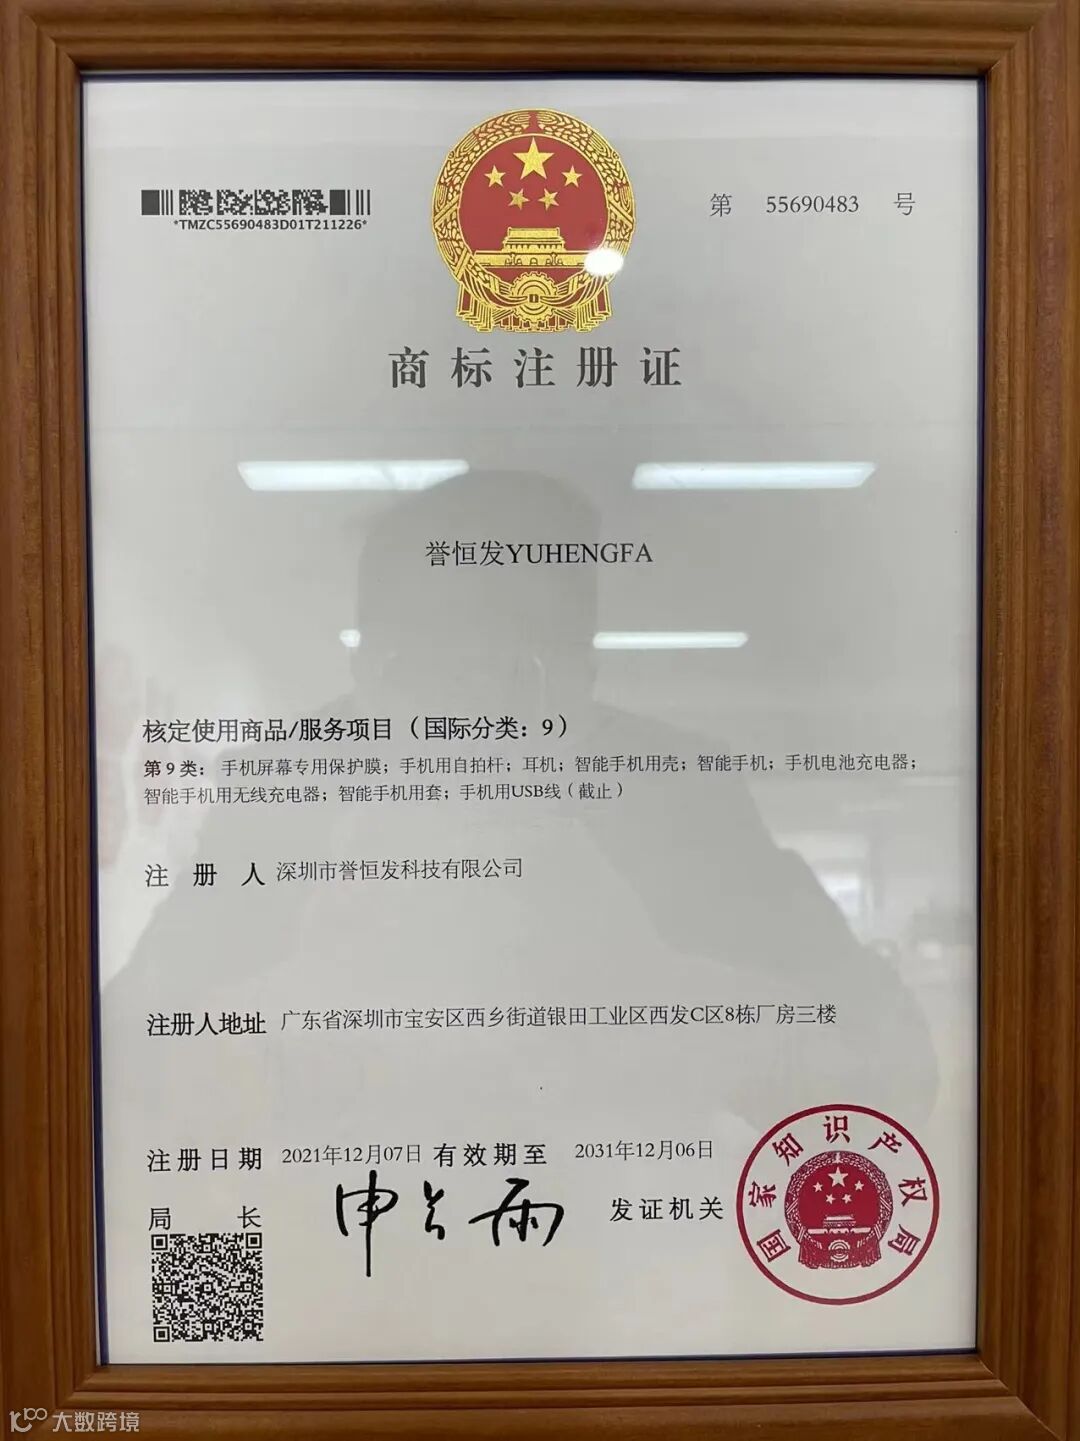 *TMZC55690483D01T211226*
第 55690483 号
商标注册证
誉恒发YUHENGFA
核定使用商品/服务项目（国际分类：9）
第9类：手机屏幕专用保护膜；手机用自拍杆；耳机；智能手机用壳；智能手机；手机电池充电器；
智能手机用无线充电器；智能手机用套；手机用USB线（截止）
注册人 深圳市誉恒发科技有限公司
注册人地址 广东省深圳市宝安区西乡街道银田工业区西发C区8栋厂房三楼
注册日期 2021年12月07日 有效期至 2031年12月06日
局长 申长雨 发证机关
国家知识产权局
大数跨境